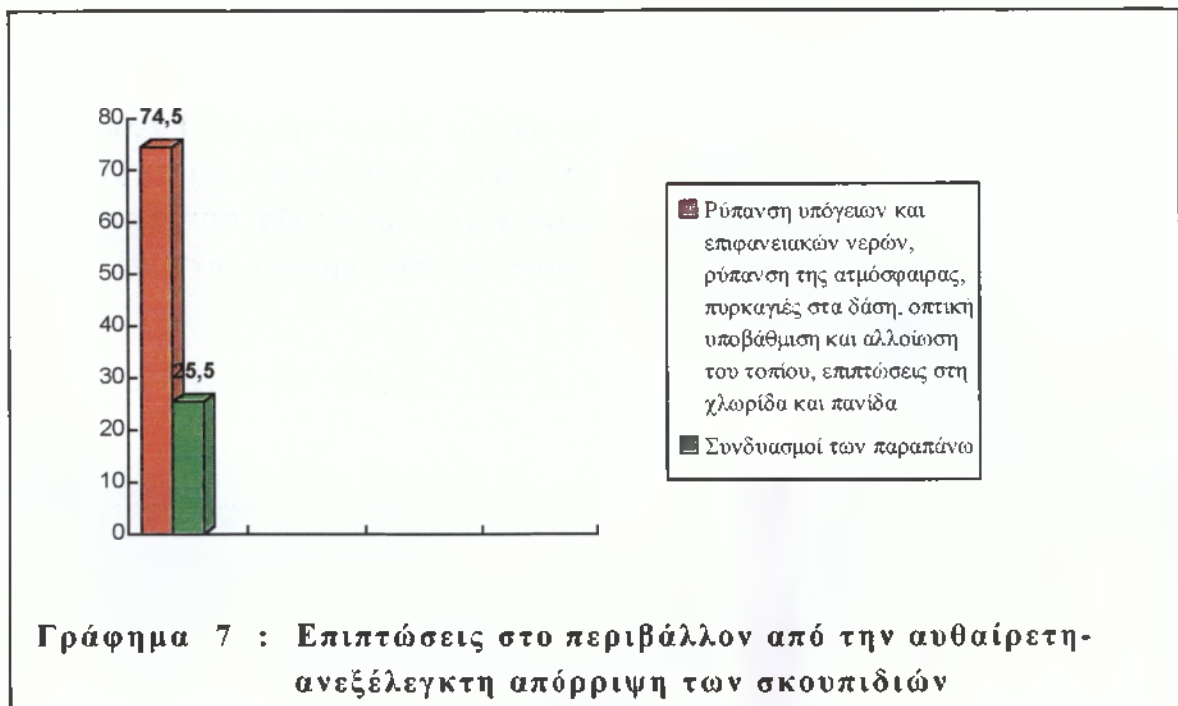 80
74,5
70
60
50
40
30
25,5
20
10
0
Ρύπανση υπόγειων και
επιφανειακών νερών,
ρύπανση της ατμόσφαιρας,
πυρκαγιές στα δάση, οπτική
υποβάθμιση και αλλοίωση
του τοπίου, επιπτώσεις στη
χλωρίδα και πανίδα
Συνδυασμοί των παραπάνω
Γράφημα 7 : Επιπτώσεις στο περιβάλλον από την αυθαίρετη-
ανεξέλεγκτη απόρριψη των σκουπιδιών